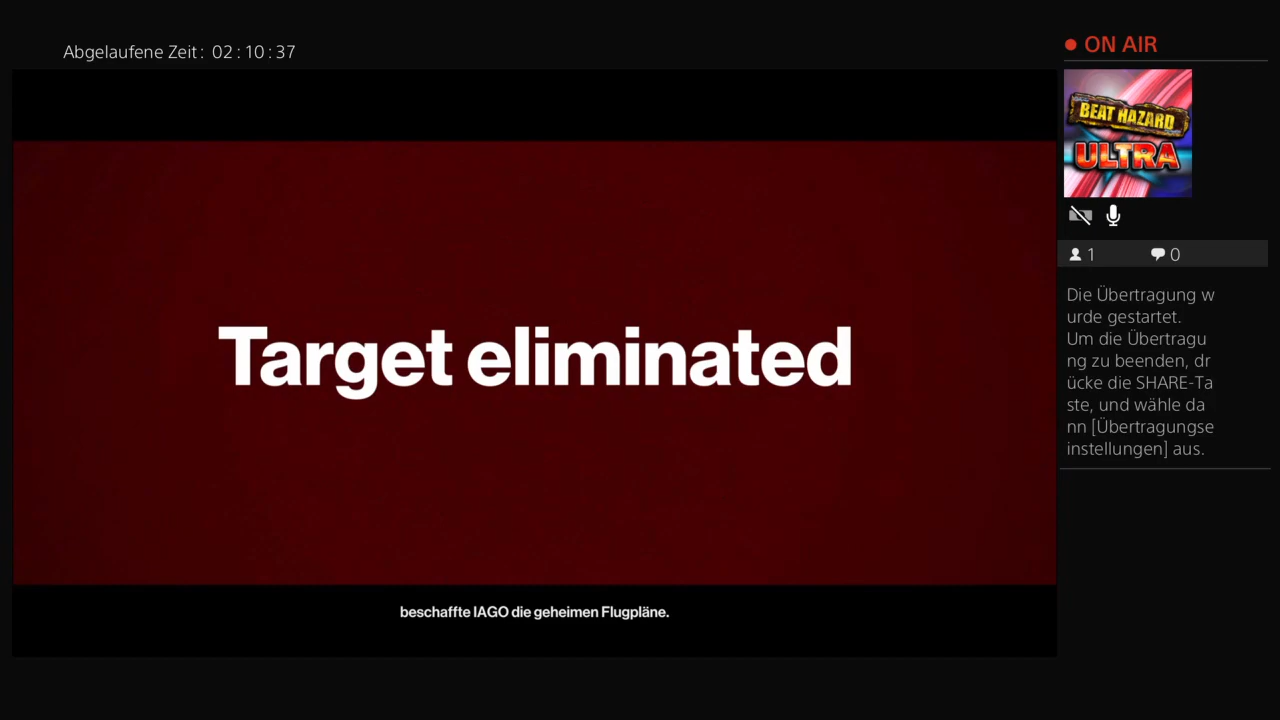 Abgelaufene Zeit: 02:10:37
ON AIR
BEAT HAZARD
ULTRA
1
0
Die Übertragung w
urde gestartet.
Um die Übertragu
ng zu beenden, dr
ücke die SHARE-Ta
ste, und wähle da
nn [Übertragungse
instellungen] aus.
Target eliminated
beschaffte IAGO die geheimen Flugpläne.